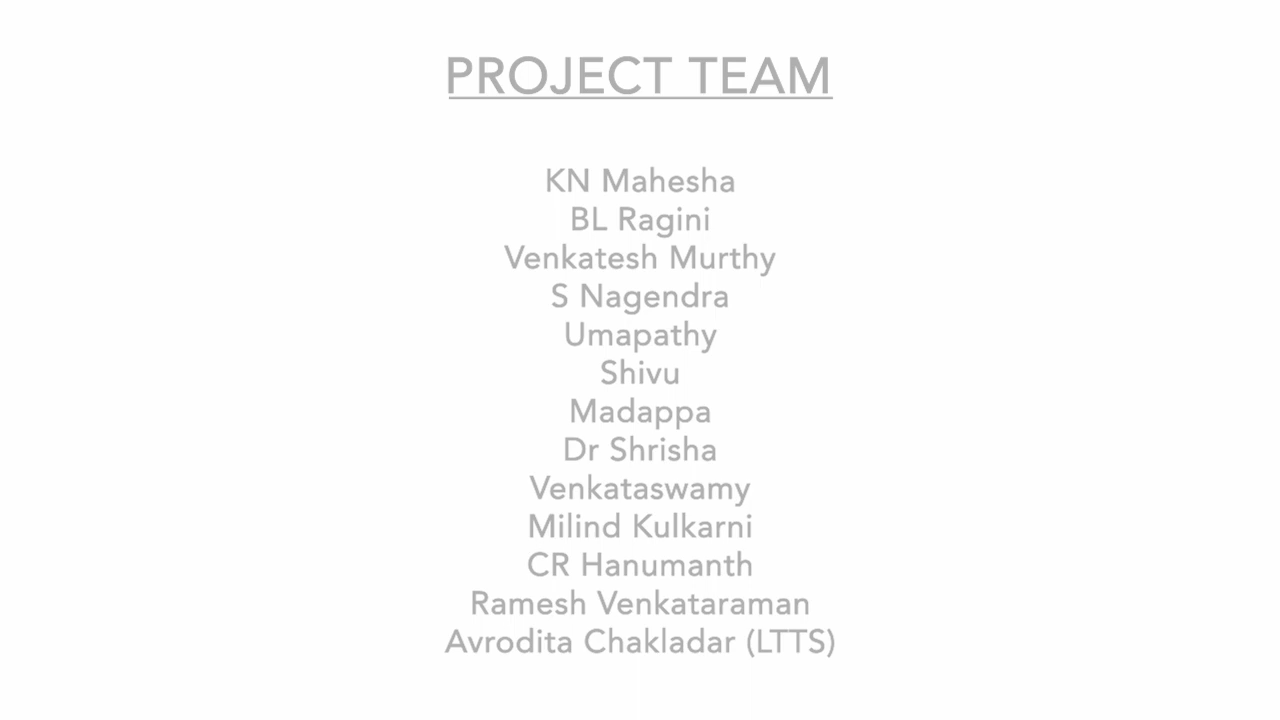 PROJECT TEAM
KN Mahesha
BL Ragini
Venkatesh Murthy
S Nagendra
Umapathy
Shivu
Madappa
Dr Shrisha
Venkataswamy
Milind Kulkarni
CR Hanumanth
Ramesh Venkataraman
Avrodita Chakladar (LTTS)